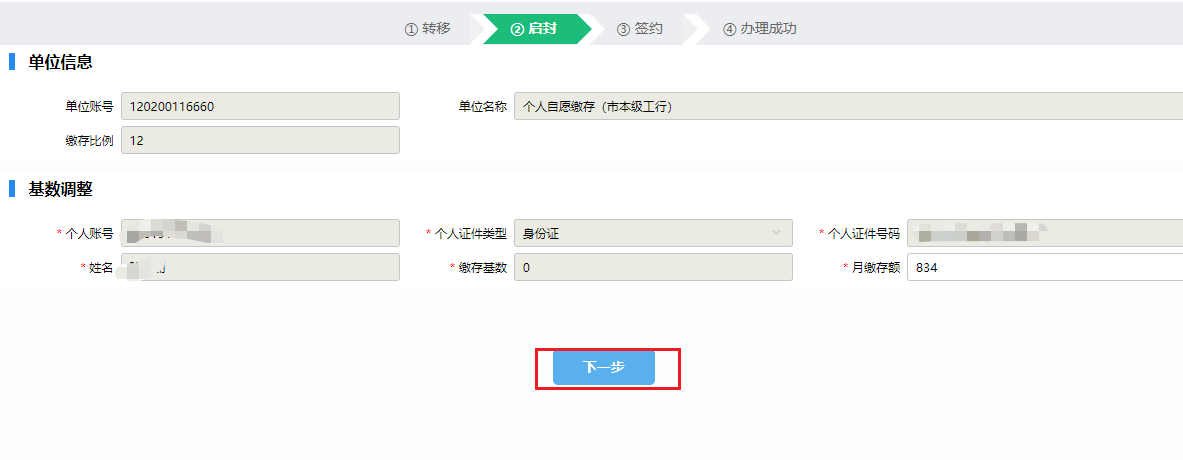 ① 转移 ② 启封 ③ 签约 ④ 办理成功
单位信息
单位账号 120200116660 单位名称 个人自愿缴存（市本级工行）
缴存比例 12
基数调整
* 个人账号 * 个人证件类型 身份证 * 个人证件号码
* 姓名 * 缴存基数 0 * 月缴存额 834
下一步